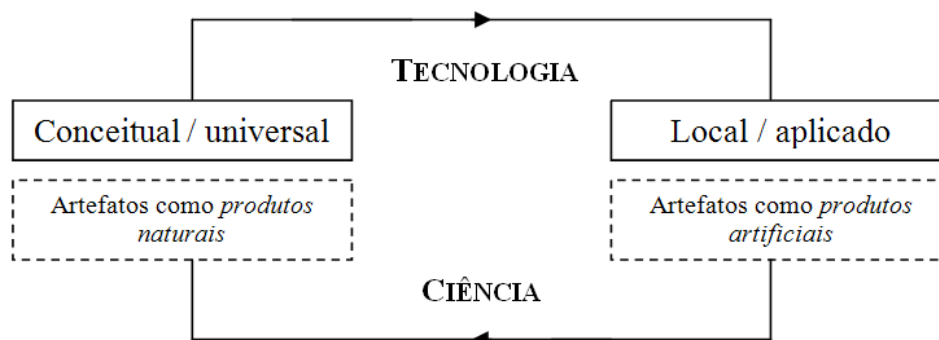 TECNOLOGIA
Conceitual / universal
Local / aplicado
Artefatos como produtos
naturais
Artefatos como produtos
artificiais
CIÊNCIA